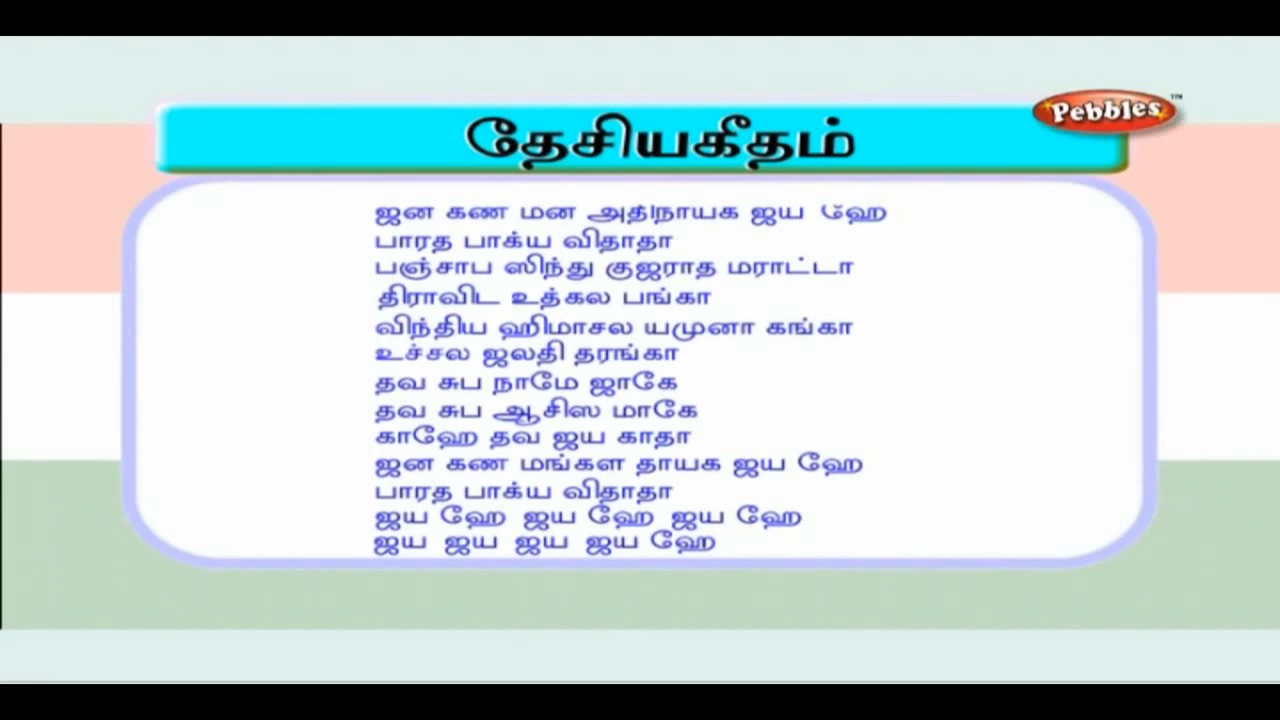 Pebbles™
தேசியகீதம்
ஜன கண மன அதிநாயக ஜய ஹே
பாரத பாக்ய விதாதா
பஞ்சாப ஸிந்து குஜராத மராட்டா
திராவிட உத்கல பங்கா
விந்திய ஹிமாசல யமுனா கங்கா
உச்சல ஜலதி தரங்கா
தவ சுப நாமே ஜாகே
தவ சுப ஆசிஸ மாகே
காஹே தவ ஜய காதா
ஜன கண மங்கள தாயக ஜய ஹே
பாரத பாக்ய விதாதா
ஜய ஹே ஜய ஹே ஜய ஹே
ஜய ஜய ஜய ஜய ஹே